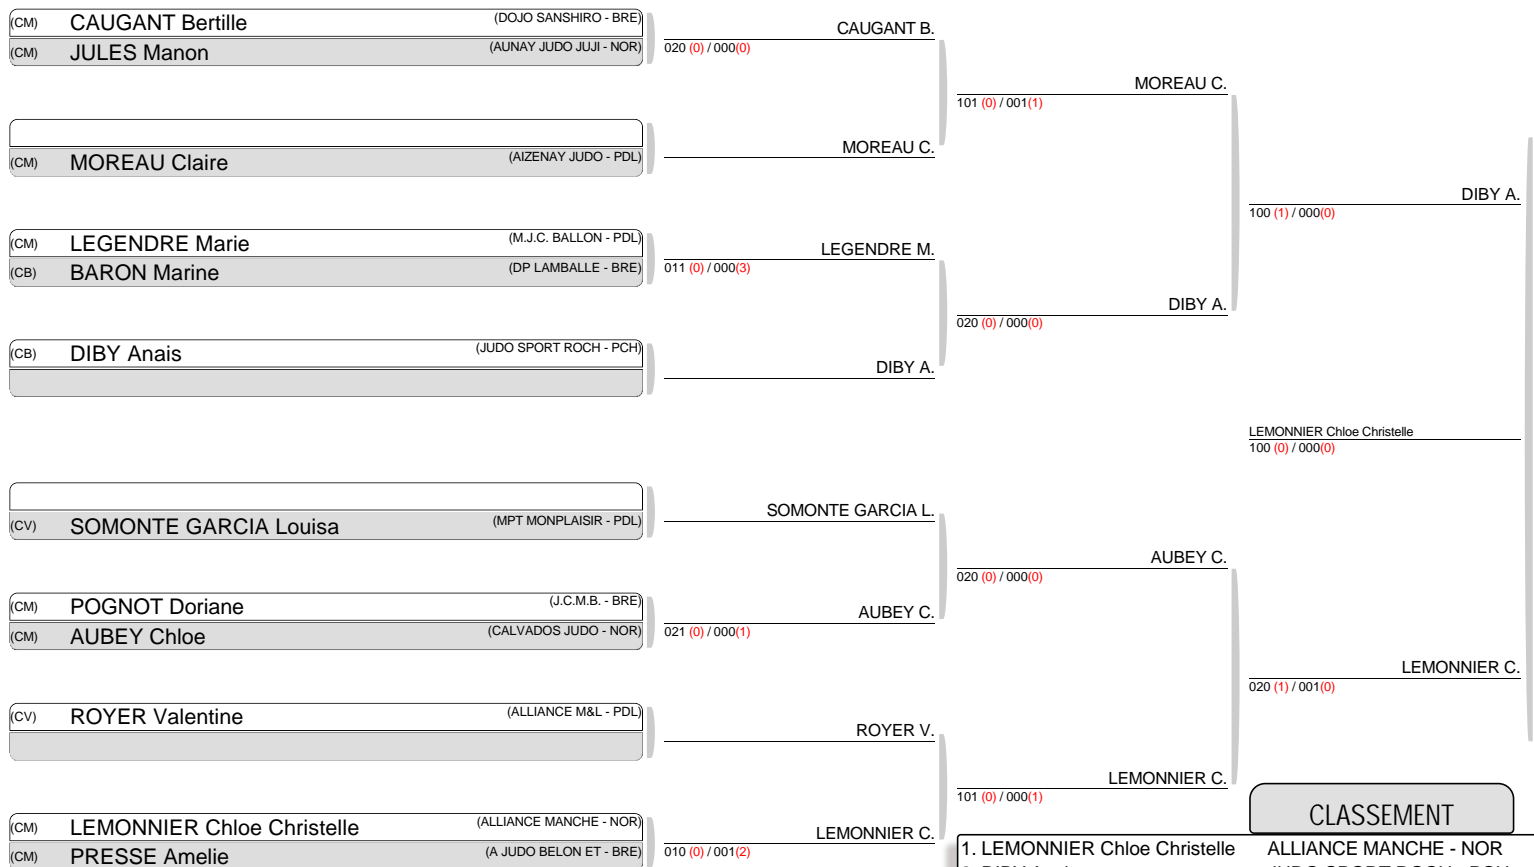 (CM) CAUGANT Bertille (DOJO SANSHIRO - BRE)
(CM) JULES Manon (AUNAY JUDO JUJI - NOR)
CAUGANT B.
020 (0) / 000(0)
MOREAU C.
101 (0) / 001(1)
(CM) MOREAU Claire (AIZENAY JUDO - PDL)
MOREAU C.
DIBY A.
100 (1) / 000(0)
(CM) LEGENDRE Marie (M.J.C. BALLON - PDL)
(CB) BARON Marine (DP LAMBALLE - BRE)
LEGENDRE M.
011 (0) / 000(3)
DIBY A.
020 (0) / 000(0)
(CB) DIBY Anais (JUDO SPORT ROCH - PCH)
DIBY A.
LEMONNIER Chloe Christelle
100 (0) / 000(0)
(CV) SOMONTE GARCIA Louisa (MPT MONPLAISIR - PDL)
SOMONTE GARCIA L.
AUBEY C.
020 (0) / 000(0)
(CM) POGNOT Doriane (J.C.M.B. - BRE)
(CM) AUBEY Chloe (CALVADOS JUDO - NOR)
AUBEY C.
021 (0) / 000(1)
LEMONNIER C.
020 (1) / 001(0)
(CV) ROYER Valentine (ALLIANCE M&L - PDL)
ROYER V.
LEMONNIER C.
101 (0) / 000(1)
(CM) LEMONNIER Chloe Christelle (ALLIANCE MANCHE - NOR)
(CM) PRESSE Amelie (A JUDO BELON ET - BRE)
LEMONNIER C.
010 (0) / 001(2)
CLASSEMENT
1. LEMONNIER Chloe Christelle ALLIANCE MANCHE - NOR